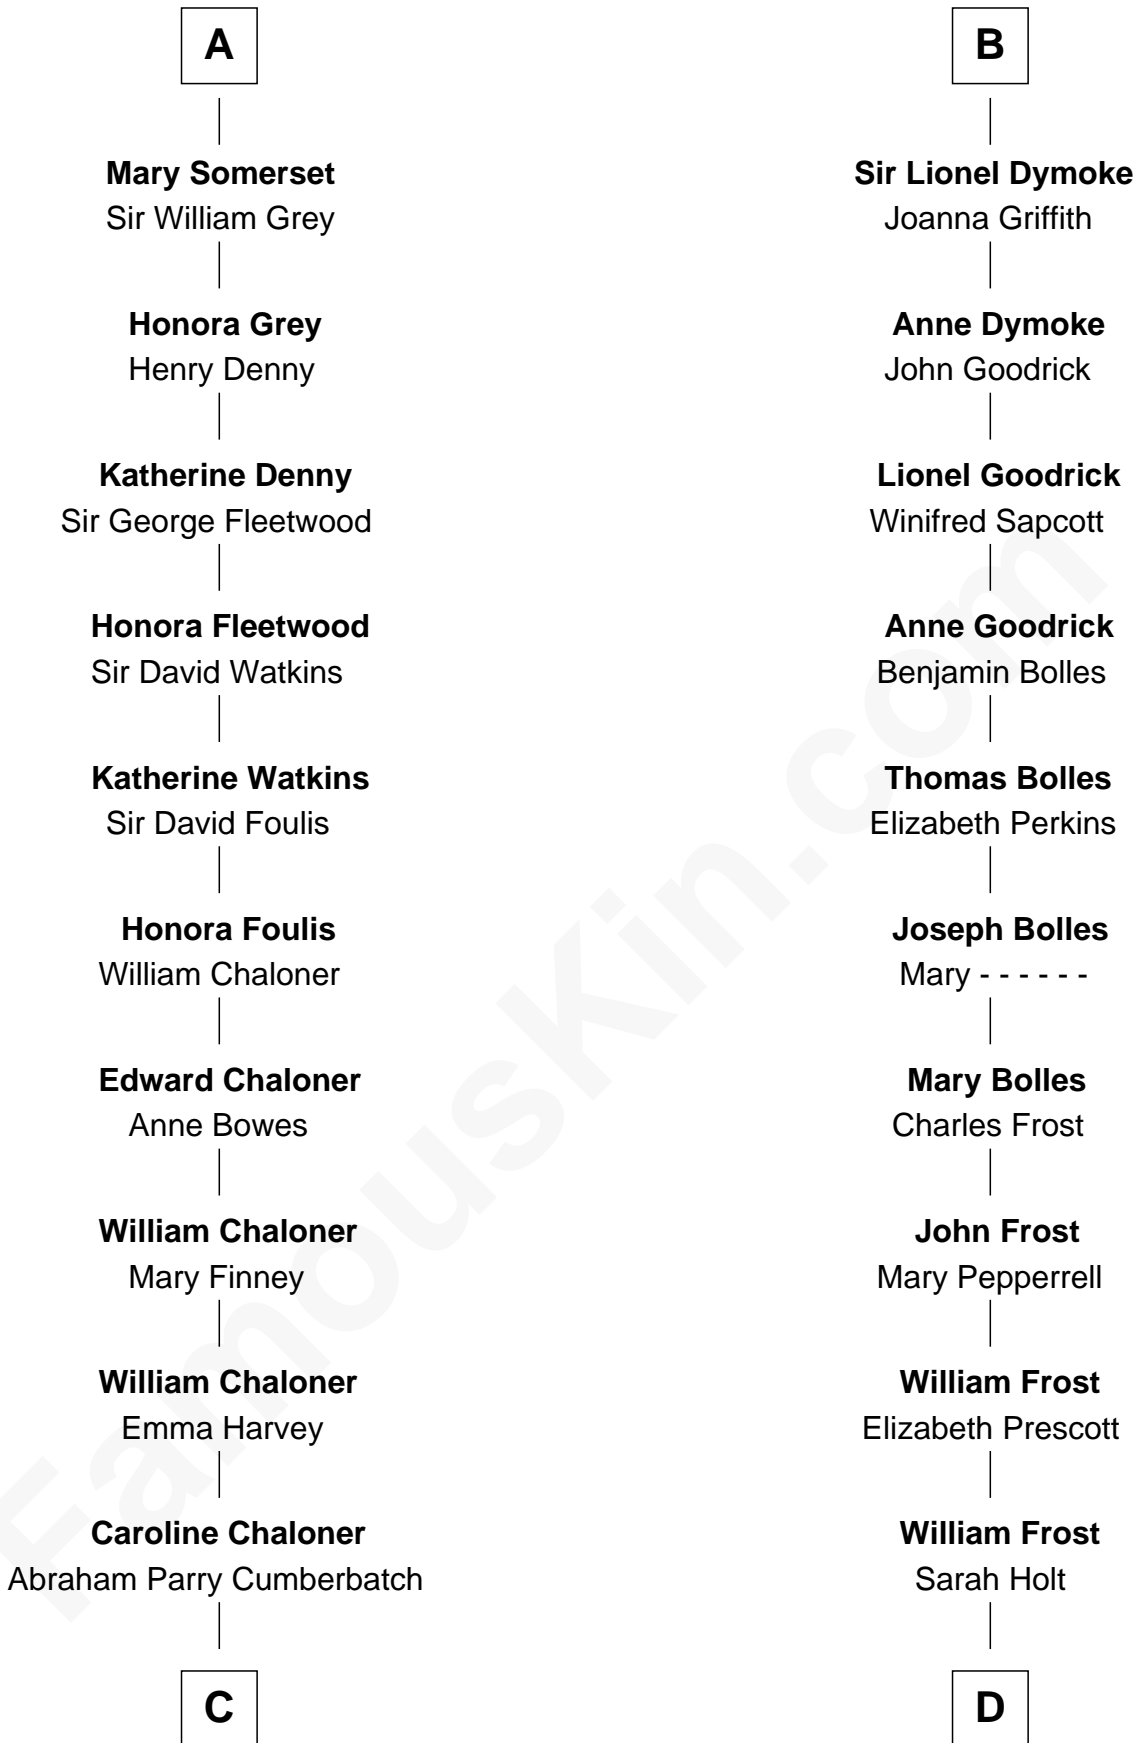 A
Mary Somerset
Sir William Grey
Honora Grey
Henry Denny
Katherine Denny
Sir George Fleetwood
Honora Fleetwood
Sir David Watkins
Katherine Watkins
Sir David Foulis
Honora Foulis
William Chaloner
Edward Chaloner
Anne Bowes
William Chaloner
Mary Finney
William Chaloner
Emma Harvey
Caroline Chaloner
Abraham Parry Cumberbatch
C
B
Sir Lionel Dymoke
Joanna Griffith
Anne Dymoke
John Goodrick
Lionel Goodrick
Winifred Sapcott
Anne Goodrick
Benjamin Bolles
Thomas Bolles
Elizabeth Perkins
Joseph Bolles
Mary - - - - - -
Mary Bolles
Charles Frost
John Frost
Mary Pepperrell
William Frost
Elizabeth Prescott
William Frost
Sarah Holt
D
FamousKin.com